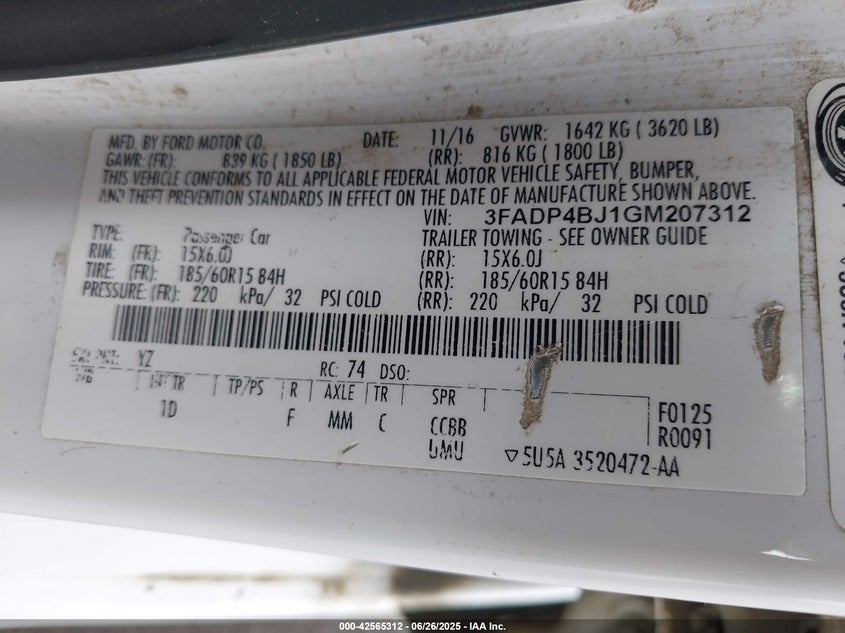 MFD. BY FORD MOTOR CO. DATE: 11/16 GVWR: 1642 KG ( 3620 LB)
GAWR: (FR): 839 KG ( 1850 LB) (RR): 816 KG ( 1800 LB)
THIS VEHICLE CONFORMS TO ALL APPLICABLE FEDERAL MOTOR VEHICLE SAFETY, BUMPER,
AND THEFT PREVENTION STANDARDS IN EFFECT ON THE DATE OF MANUFACTURE SHOWN ABOVE.
VIN: 3FADP4BJ1GM207312
TYPE: Passenger Car TRAILER TOWING - SEE OWNER GUIDE
RIM: (FR): 15X6.0J (RR): 15X6.0J
TIRE: (FR): 185/60R15 84H (RR): 185/60R15 84H
PRESSURE: (FR): 220 kPa/ 32 PSI COLD (RR): 220 kPa/ 32 PSI COLD
YZ RC: 74 DSO:
INT TR TP/PS R AXLE TR SPR
1D F MM C CCBB F0125
UMU R0091
▽5U5A 3520472-AA
000-42565312 - 06/26/2025 - IAA Inc.